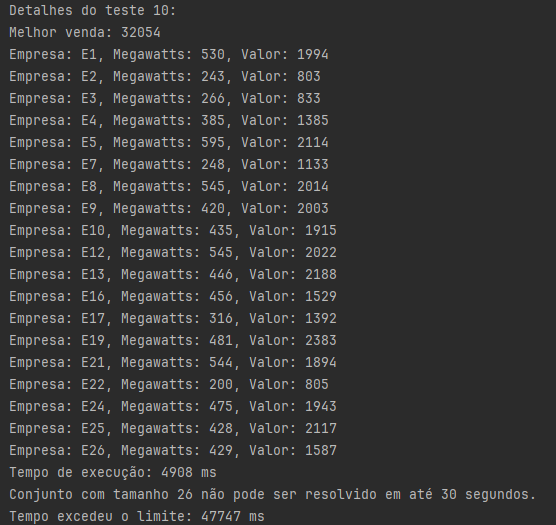 Detalhes do teste 10:
Melhor venda: 32054
Empresa: E1, Megawatts: 530, Valor: 1994
Empresa: E2, Megawatts: 243, Valor: 803
Empresa: E3, Megawatts: 266, Valor: 833
Empresa: E4, Megawatts: 385, Valor: 1385
Empresa: E5, Megawatts: 595, Valor: 2114
Empresa: E7, Megawatts: 248, Valor: 1133
Empresa: E8, Megawatts: 545, Valor: 2014
Empresa: E9, Megawatts: 420, Valor: 2003
Empresa: E10, Megawatts: 435, Valor: 1915
Empresa: E12, Megawatts: 545, Valor: 2022
Empresa: E13, Megawatts: 446, Valor: 2188
Empresa: E16, Megawatts: 456, Valor: 1529
Empresa: E17, Megawatts: 316, Valor: 1392
Empresa: E19, Megawatts: 481, Valor: 2383
Empresa: E21, Megawatts: 544, Valor: 1894
Empresa: E22, Megawatts: 200, Valor: 805
Empresa: E24, Megawatts: 475, Valor: 1943
Empresa: E25, Megawatts: 428, Valor: 2117
Empresa: E26, Megawatts: 429, Valor: 1587
Tempo de execução: 4908 ms
Conjunto com tamanho 26 não pode ser resolvido em até 30 segundos.
Tempo excedeu o limite: 47747 ms